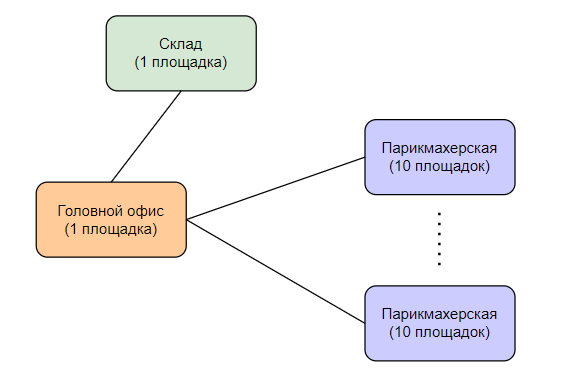 Склад
(1 площадка)
Головной офис
(1 площадка)
Парикмахерская
(10 площадок)
Парикмахерская
(10 площадок)